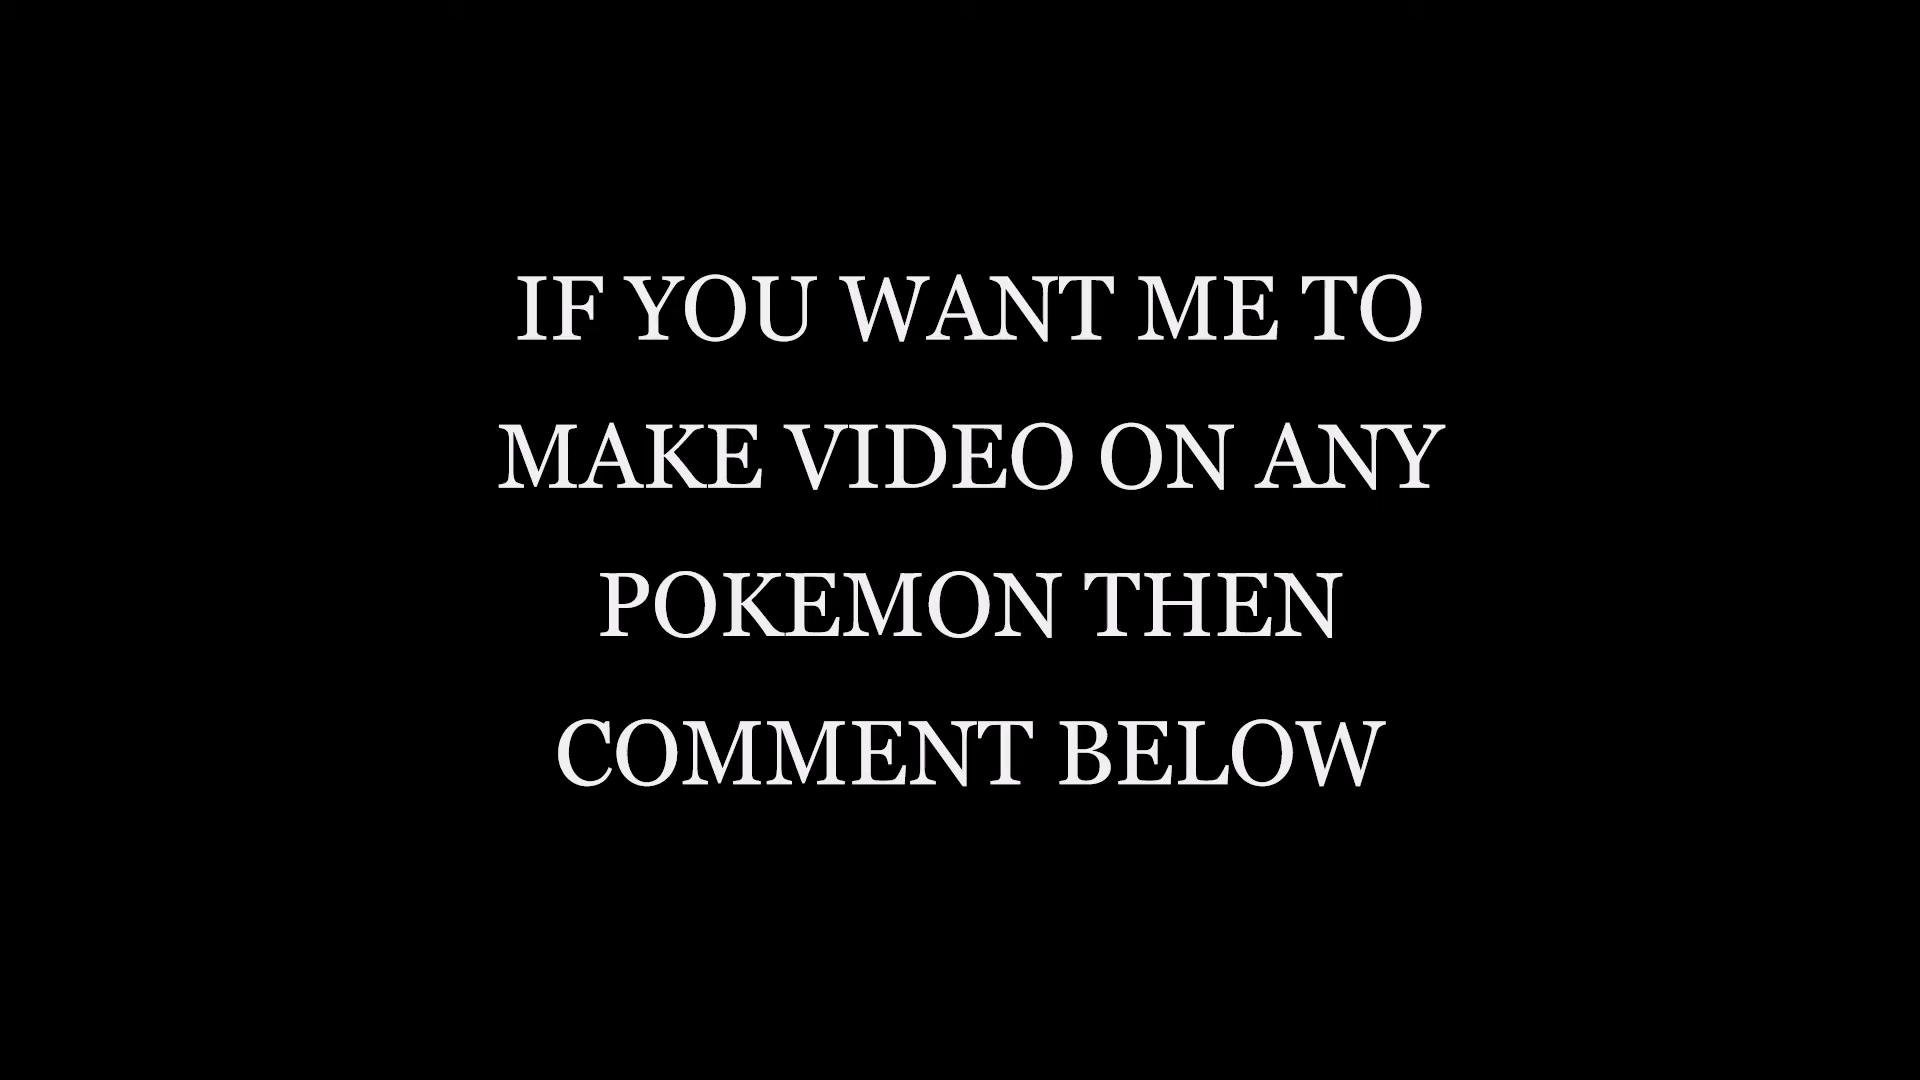 IF YOU WANT ME TO
MAKE VIDEO ON ANY
POKEMON THEN
COMMENT BELOW